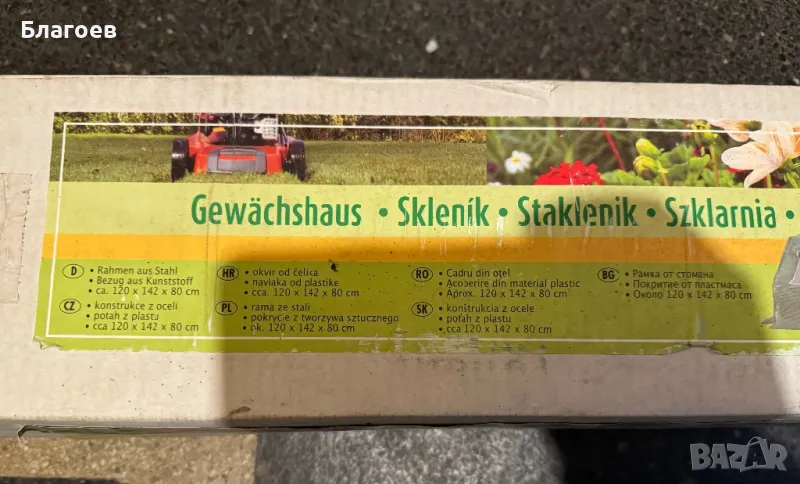 Благоев
Gewächshaus • Skleník • Staklenik • Szklarnia •
D • Rahmen aus Stahl
• Bezug aus Kunststoff
• ca. 120 x 142 x 80 cm
HR • okvir od čelica
navlaka od plastike
• cca. 120 x 142 x 80 cm
RO • Cadru din oţel
• Acoperire din material plastic
• Aprox. 120 x 142 x 80 cm
BG • Рамка от стомана
• Покритие от пластмаса
• Около 120 x 142 x 80 cm
CZ • konstrukce z oceli
• potah z plastu
• cca 120 x 142 x 80 cm
PL • rama ze stali
• pokrycie z tworzywa sztucznego
• ok. 120 x 142 x 80 cm
SK • konštrukcia z ocele
• poťah z plastu
• cca 120 x 142 x 80 cm
BAZAR